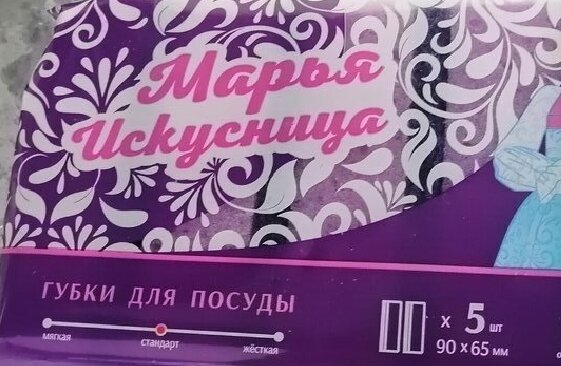 Марья
Искусница
ГУБКИ ДЛЯ ПОСУДЫ
мягкая
стандарт
жёсткая
х 5 шт
90 х 65 мм